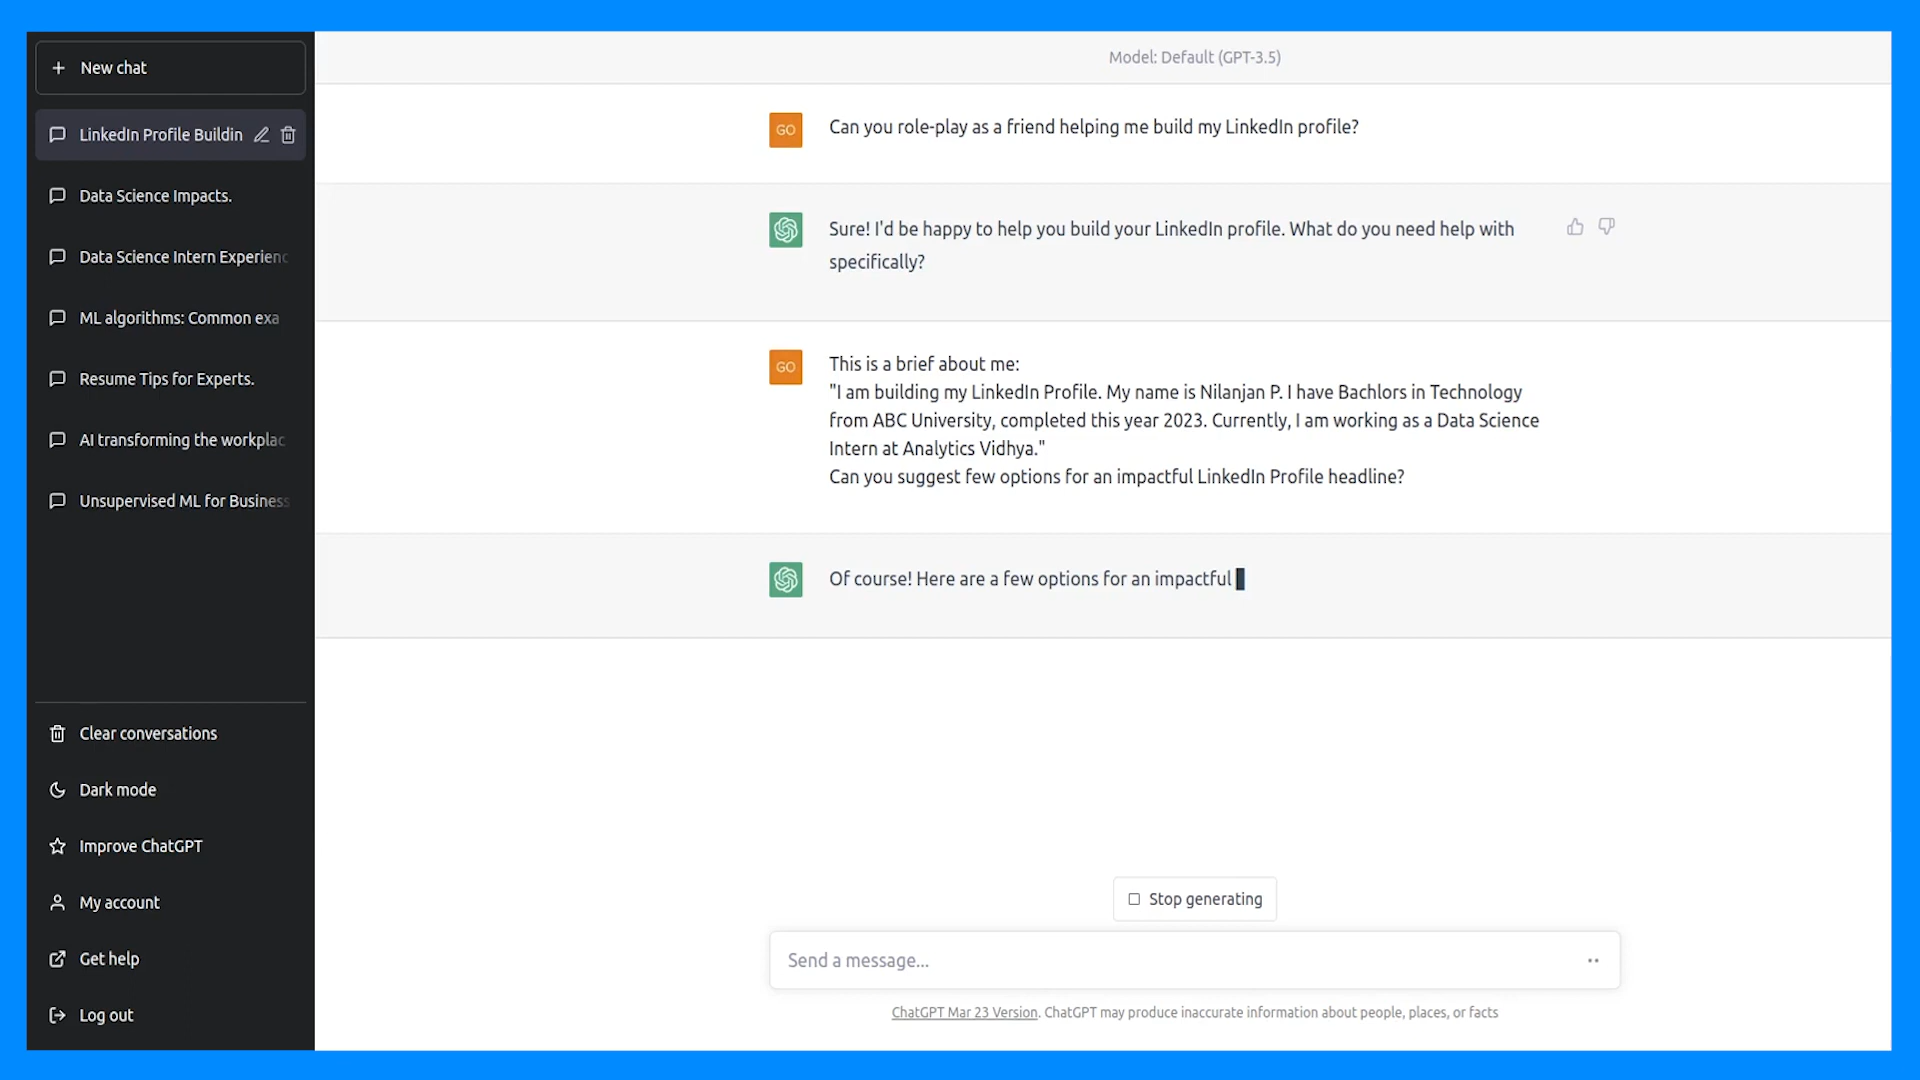 New chat
LinkedIn Profile Buildin
Data Science Impacts.
Data Science Intern Experienc
ML algorithms: Common exa
Resume Tips for Experts.
AI transforming the workplac
Unsupervised ML for Business
Clear conversations
Dark mode
Improve ChatGPT
My account
Get help
Log out
Model: Default (GPT-3.5)
GO
Can you role-play as a friend helping me build my LinkedIn profile?
Sure! I'd be happy to help you build your LinkedIn profile. What do you need help with
specifically?
GO
This is a brief about me:
"I am building my LinkedIn Profile. My name is Nilanjan P. I have Bachlors in Technology
from ABC University, completed this year 2023. Currently, I am working as a Data Science
Intern at Analytics Vidhya."
Can you suggest few options for an impactful LinkedIn Profile headline?
Of course! Here are a few options for an impactful
Stop generating
Send a message...
ChatGPT Mar 23 Version. ChatGPT may produce inaccurate information about people, places, or facts